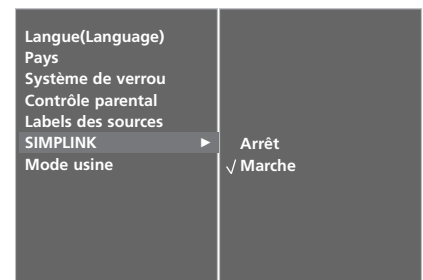 Langue(Language)
Pays
Système de verrou
Contrôle parental
Labels des sources
SIMPLINK ►
Mode usine
Arrêt
√ Marche